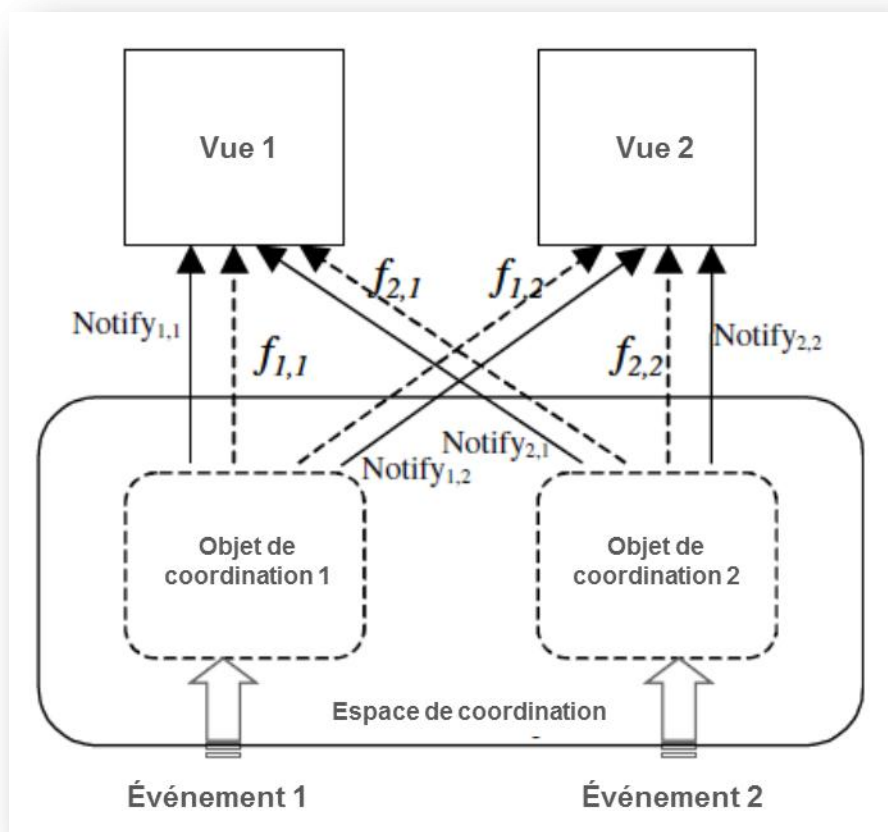 Vue 1
Vue 2
f2,1
f1,2
Notify1,1
Notify2,2
f1,1
f2,2
Notify2,1
Notify1,2
Objet de
coordination 1
Objet de
coordination 2
Espace de coordination
Événement 1
Événement 2